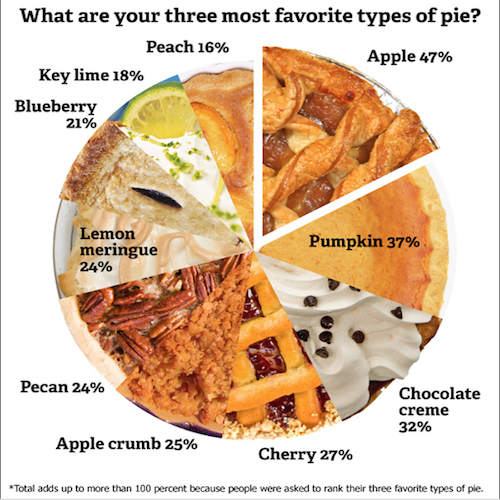 What are your three most favorite types of pie?
Peach 16%
Apple 47%
Key lime 18%
Blueberry
21%
Lemon
meringue
24%
Pumpkin 37%
Pecan 24%
Chocolate
creme
32%
Apple crumb 25%
Cherry 27%
*Total adds up to more than 100 percent because people were asked to rank their three favorite types of pie.